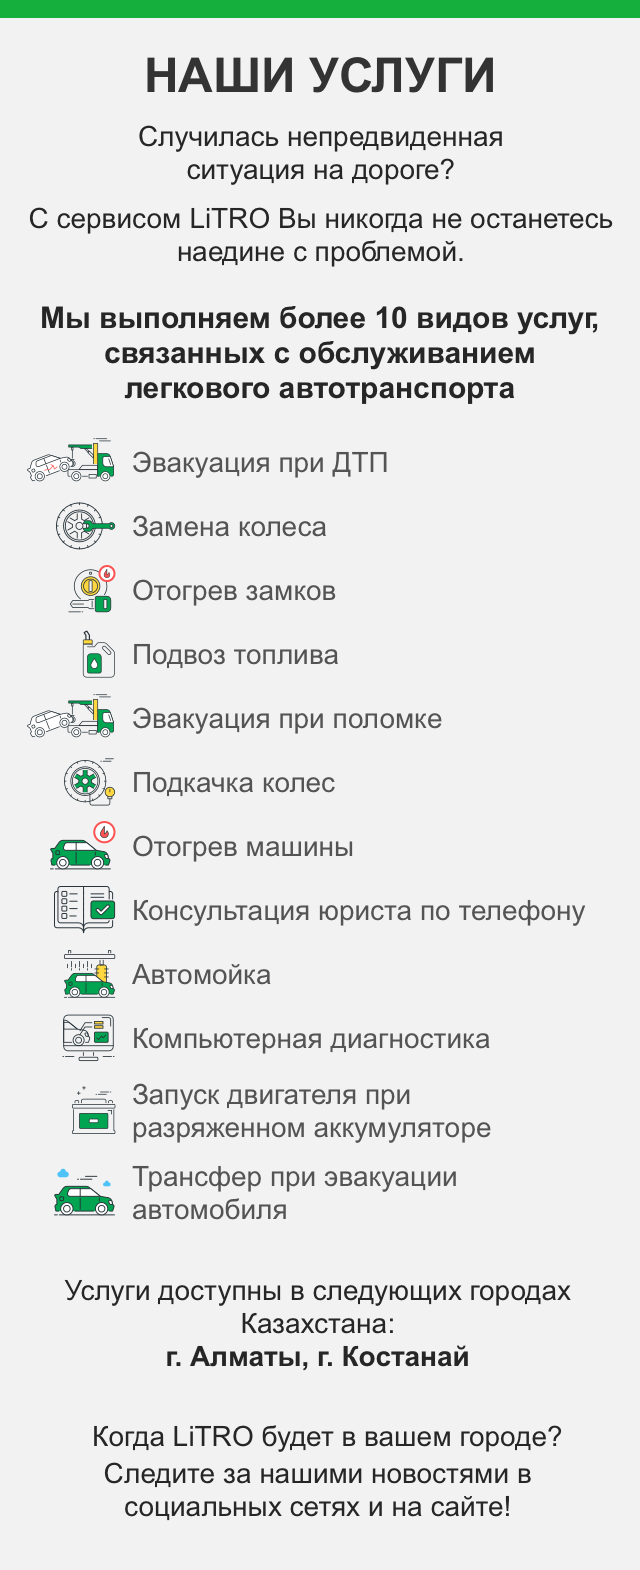 НАШИ УСЛУГИ
Случилась непредвиденная
ситуация на дороге?
С сервисом LiTRO Вы никогда не останетесь
наедине с проблемой.
Мы выполняем более 10 видов услуг,
связанных с обслуживанием
легкового автотранспорта
Эвакуация при ДТП
Замена колеса
Отогрев замков
Подвоз топлива
Эвакуация при поломке
Подкачка колес
Отогрев машины
Консультация юриста по телефону
Автомойка
Компьютерная диагностика
Запуск двигателя при
разряженном аккумуляторе
Трансфер при эвакуации
автомобиля
Услуги доступны в следующих городах
Казахстана:
г. Алматы, г. Костанай
Когда LiTRO будет в вашем городе?
Следите за нашими новостями в
социальных сетях и на сайте!